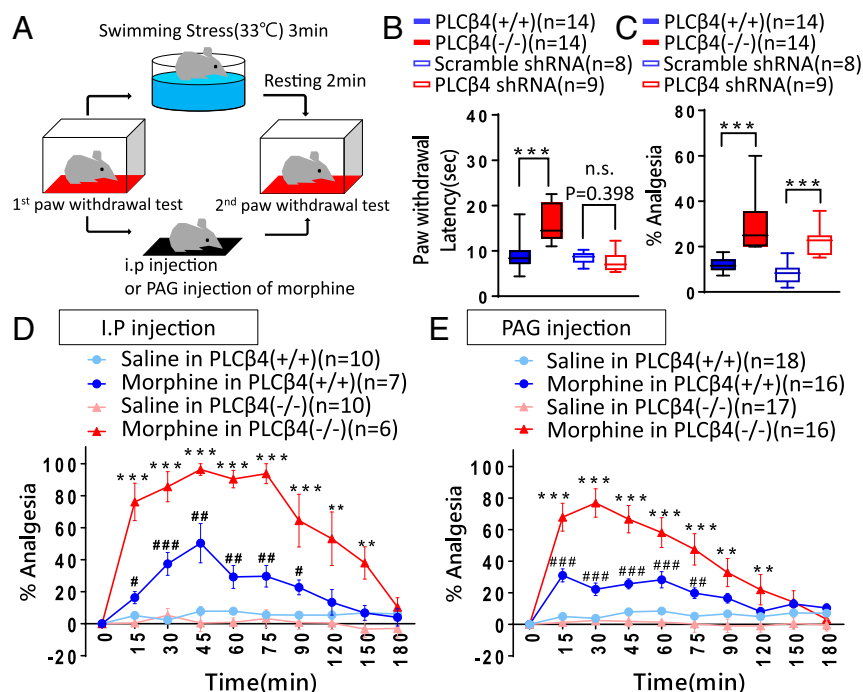 A
Swimming Stress(33℃) 3min
Resting 2min
1st paw withdrawal test
2nd paw withdrawal test
i.p injection
or PAG injection of morphine
B
PLCβ4(+/+)(n=14)
PLCβ4(-/-)(n=14)
Scramble shRNA(n=8)
PLCβ4 shRNA(n=9)
Paw withdrawal
Latency(sec)
40
30
20
10
0
***
n.s.
P=0.398
C
PLCβ4(+/+)(n=14)
PLCβ4(-/-)(n=14)
Scramble shRNA(n=8)
PLCβ4 shRNA(n=9)
% Analgesia
80
60
40
20
0
***
***
D
I.P injection
Saline in PLCβ4(+/+)(n=10)
Morphine in PLCβ4(+/+)(n=7)
Saline in PLCβ4(-/-)(n=10)
Morphine in PLCβ4(-/-)(n=6)
% Analgesia
100
80
60
40
20
0
-20
*** *** *** *** *** *** ** **
# ### ## ## ## #
0 15 30 45 60 75 90 120 150 180
Time(min)
E
PAG injection
Saline in PLCβ4(+/+)(n=18)
Morphine in PLCβ4(+/+)(n=16)
Saline in PLCβ4(-/-)(n=17)
Morphine in PLCβ4(-/-)(n=16)
% Analgesia
100
80
60
40
20
0
-20
*** *** *** *** *** ** **
### ### ### ### ##
0 15 30 45 60 75 90 120 150 180
Time(min)